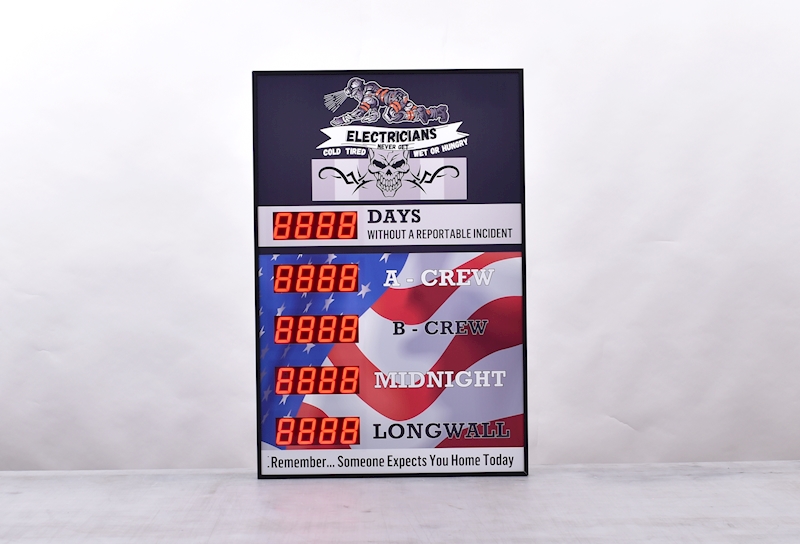 ELECTRICIANS
NEVER GET
COLD TIRED WET OR HUNGRY
8888 DAYS
WITHOUT A REPORTABLE INCIDENT
8888 A - CREW
8888 B - CREW
8888 MIDNIGHT
8888 LONGWALL
Remember... Someone Expects You Home Today